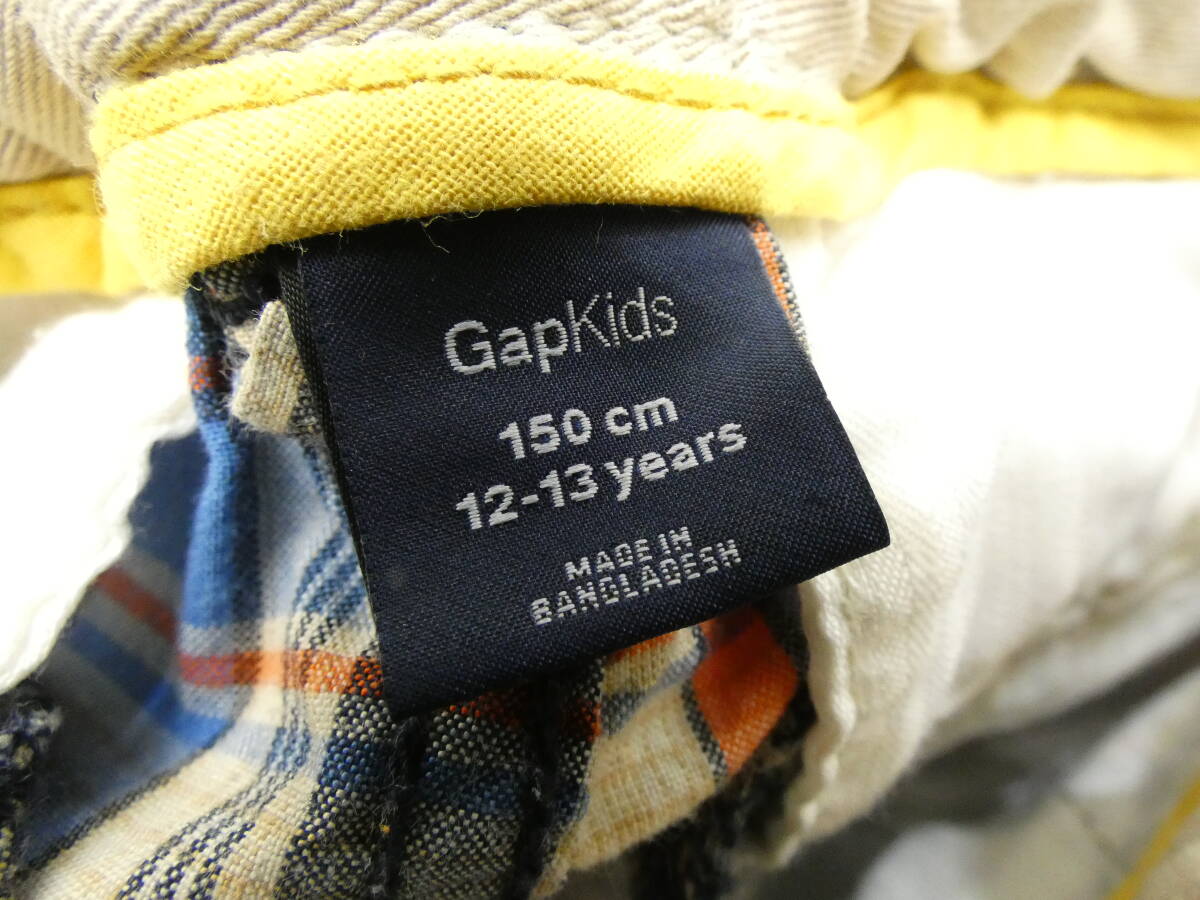 GapKids
150 cm
12-13 years
MADE IN
BANGLADESH